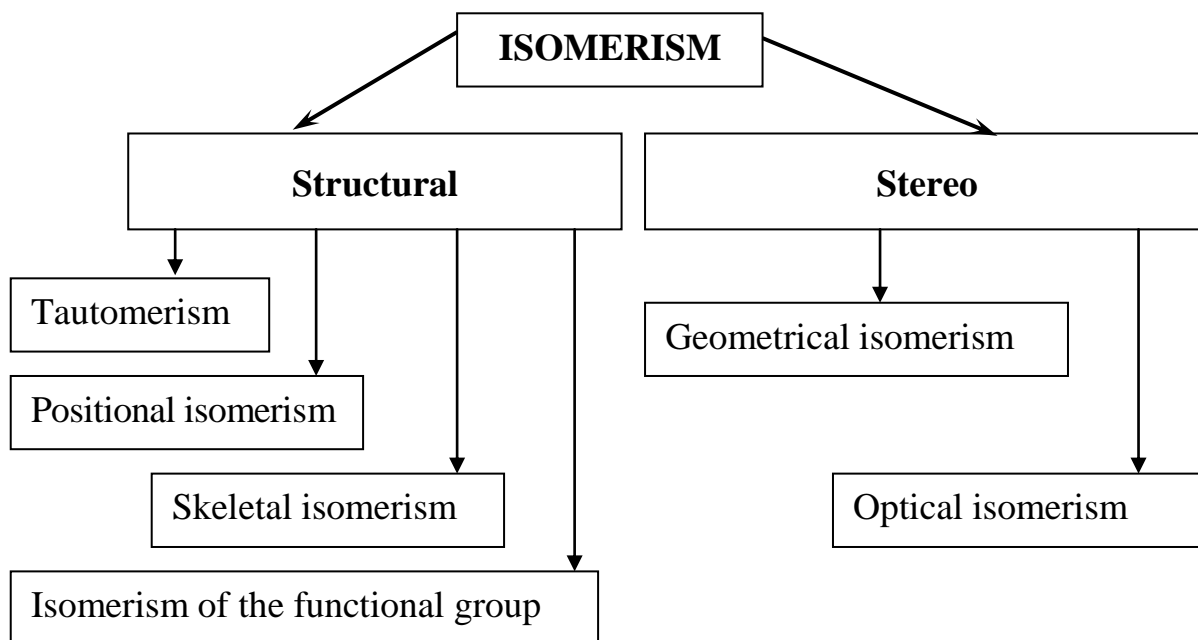 ISOMERISM
Structural
Stereo
Tautomerism
Geometrical isomerism
Positional isomerism
Skeletal isomerism
Optical isomerism
Isomerism of the functional group